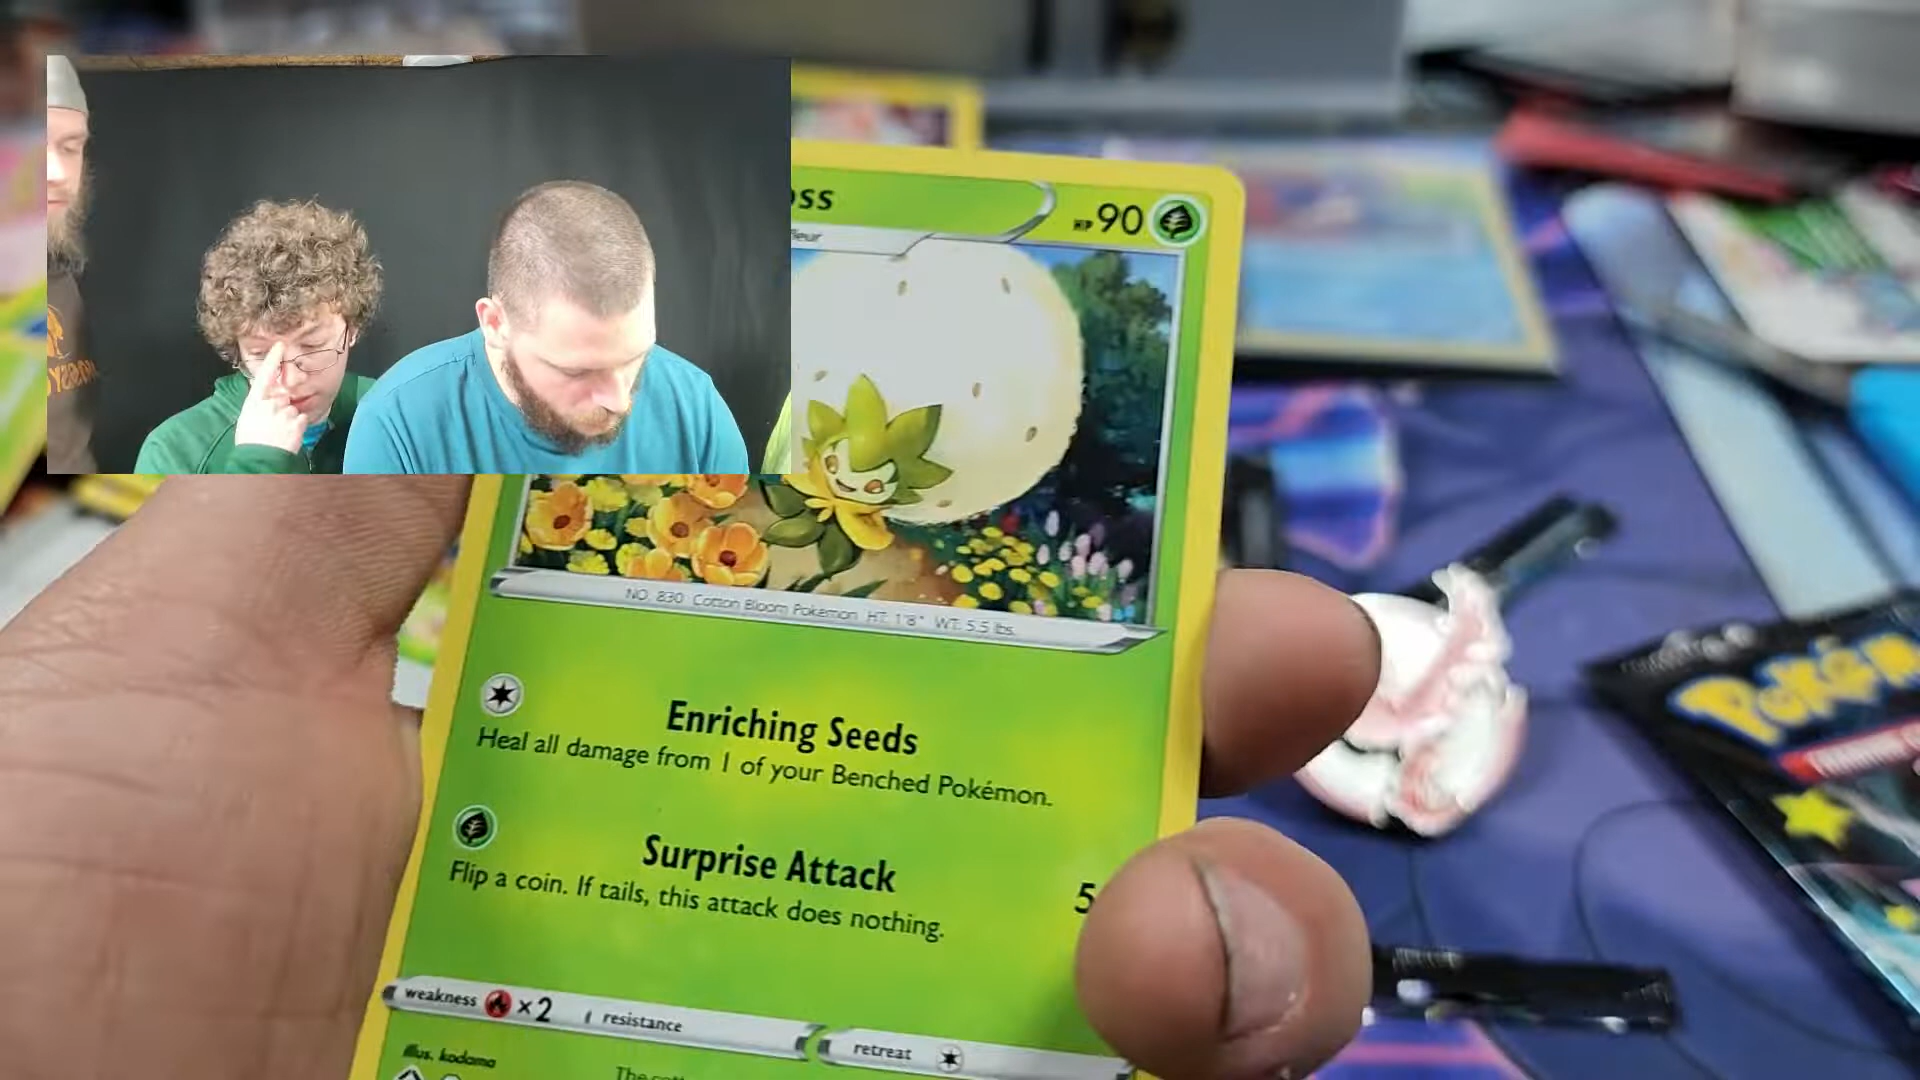 oss
HP 90
fleur
NO. 830 Cotton Bloom Pokémon HT: 1'8" WT: 5.5 lbs.
Enriching Seeds
Heal all damage from 1 of your Benched Pokémon.
Surprise Attack 5
Flip a coin. If tails, this attack does nothing.
weakness ×2 resistance
retreat
Illus. kodama
Pokém